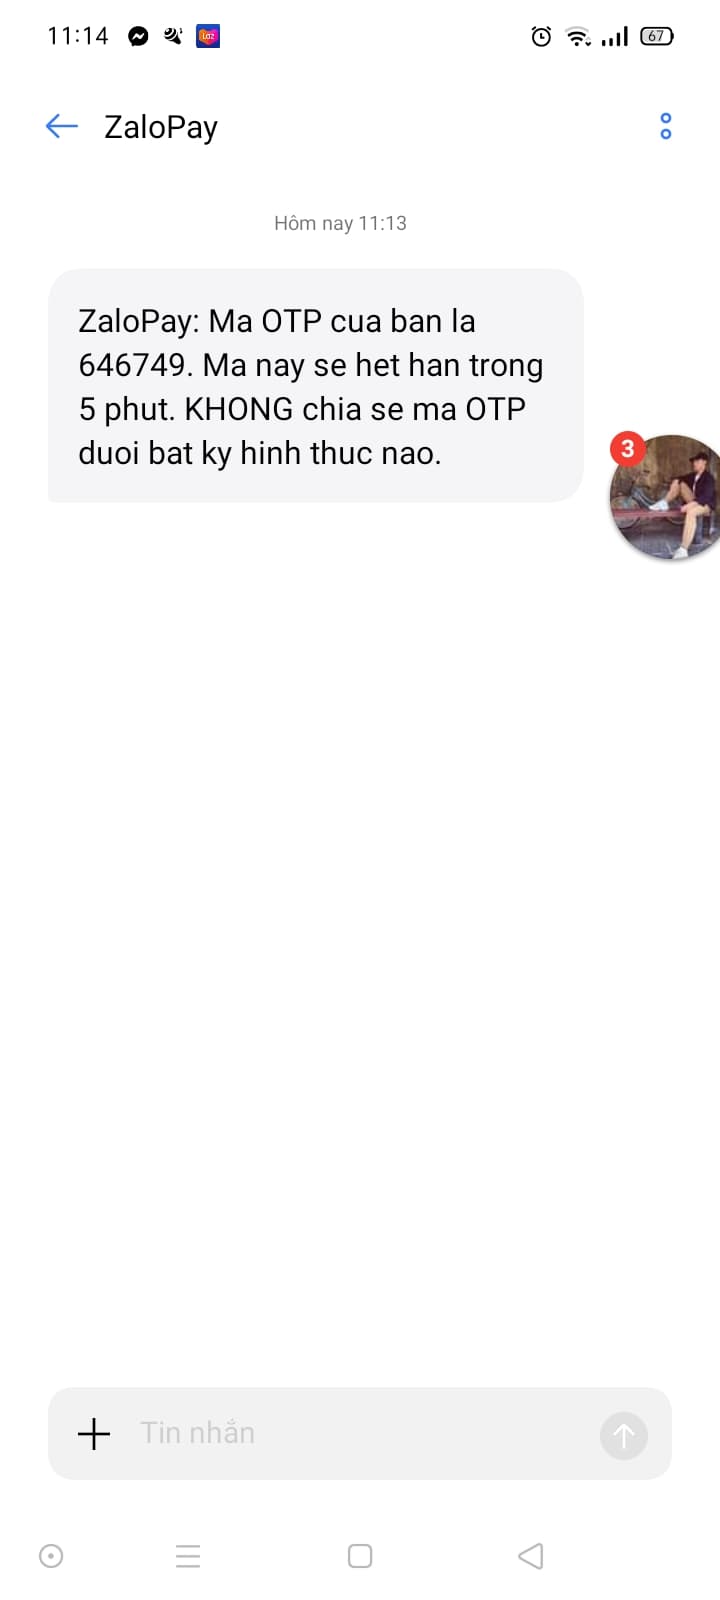 11:14
Laz
67
ZaloPay
Hôm nay 11:13
ZaloPay: Ma OTP cua ban la
646749. Ma nay se het han trong
5 phut. KHONG chia se ma OTP
duoi bat ky hinh thuc nao.
3
Tin nhắn